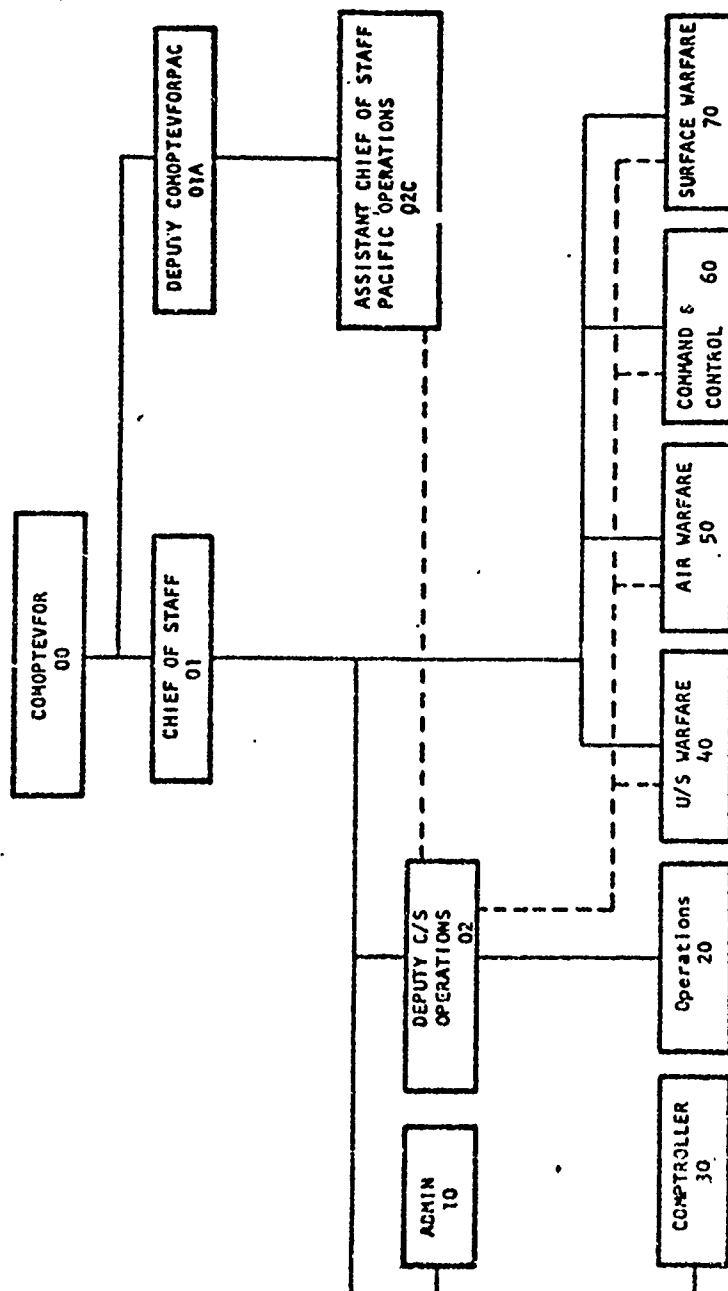 COMOPTEVFOR
00
DEPUTY COMOPTEVFORPAC
01A
CHIEF OF STAFF
01
ASSISTANT CHIEF OF STAFF
PACIFIC OPERATIONS
02C
ADMIN
10
DEPUTY C/S
OPERATIONS
02
COMPTROLLER
30
Operations
20
U/S WARFARE
40
AIR WARFARE
50
COMMAND &
CONTROL 60
SURFACE WARFARE
70